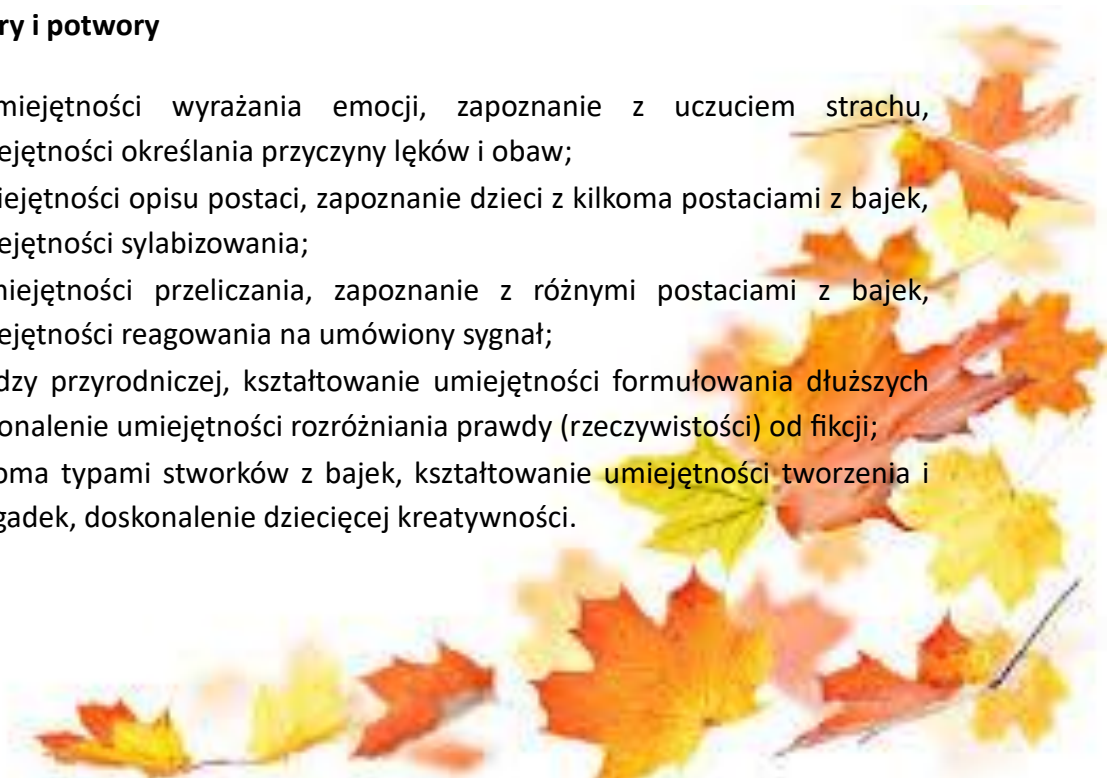 ry i potwory
miejętności wyrażania emocji, zapoznanie z uczuciem strachu,
ejętności określania przyczyny lęków i obaw;
iejętności opisu postaci, zapoznanie dzieci z kilkoma postaciami z bajek,
ejętności sylabizowania;
niejętności przeliczania, zapoznanie z różnymi postaciami z bajek,
ejętności reagowania na umówiony sygnał;
dzy przyrodniczej, kształtowanie umiejętności formułowania dłuższych
onalenie umiejętności rozróżniania prawdy (rzeczywistości) od fikcji;
oma typami stworków z bajek, kształtowanie umiejętności tworzenia i
gadek, doskonalenie dziecięcej kreatywności.